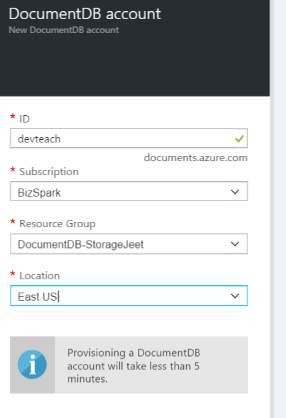 DocumentDB account
New DocumentDB account
* ID
devteach
documents.azure.com
* Subscription
BizSpark
* Resource Group
DocumentDB-StorageJeet
* Location
East US
Provisioning a DocumentDB
account will take less than 5
minutes.